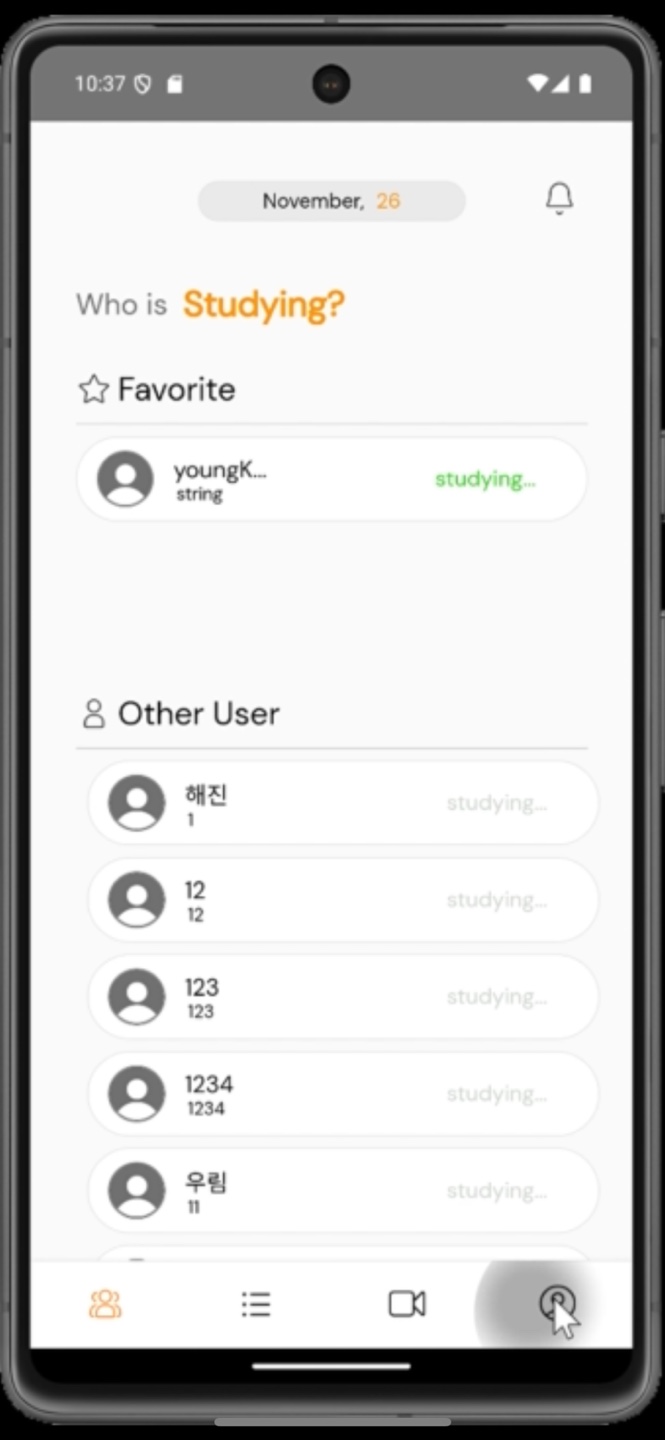 10:37
November, 26
Who is Studying?
Favorite
youngK...
string
studying...
Other User
해진
1
studying...
12
12
studying...
123
123
studying...
1234
1234
studying...
우림
11
studying...